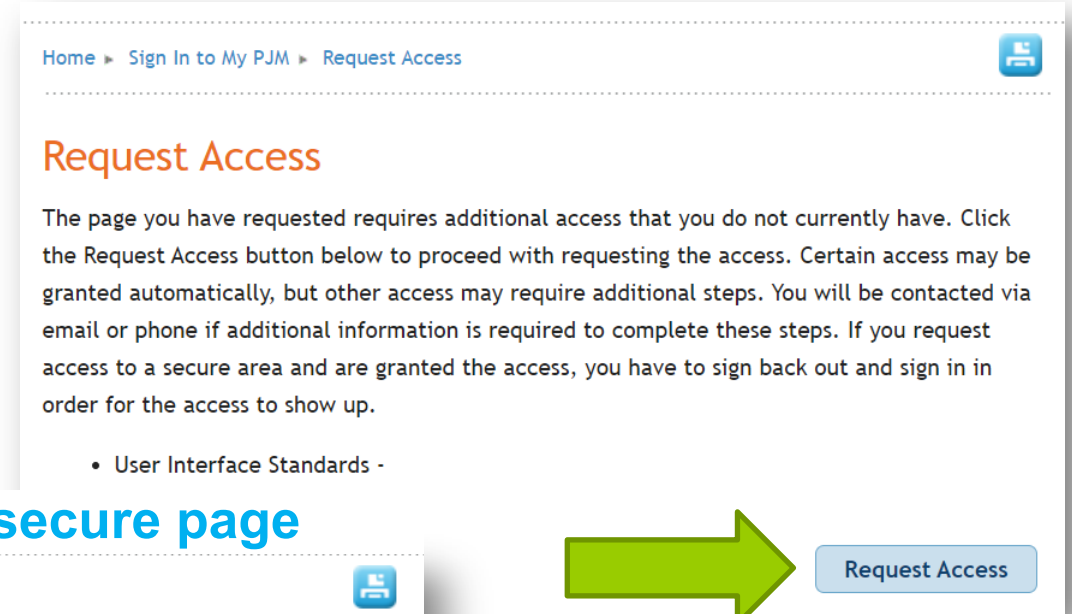 Home ▸ Sign In to My PJM ▸ Request Access
Request Access
The page you have requested requires additional access that you do not currently have. Click
the Request Access button below to proceed with requesting the access. Certain access may be
granted automatically, but other access may require additional steps. You will be contacted via
email or phone if additional information is required to complete these steps. If you request
access to a secure area and are granted the access, you have to sign back out and sign in in
order for the access to show up.
• User Interface Standards -
secure page
Request Access